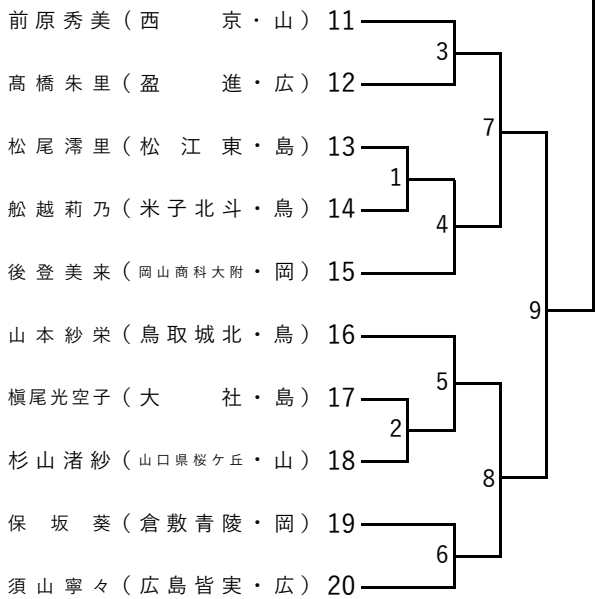 前原秀美（西京・山）11
髙橋朱里（盈進・広）12
松尾澪里（松江東・島）13
舩越莉乃（米子北斗・鳥）14
後登美来（岡山商科大附・岡）15
山本紗栄（鳥取城北・鳥）16
槇尾光空子（大社・島）17
杉山渚紗（山口県桜ケ丘・山）18
保坂葵（倉敷青陵・岡）19
須山寧々（広島皆実・広）20
3
7
1
4
9
5
2
8
6